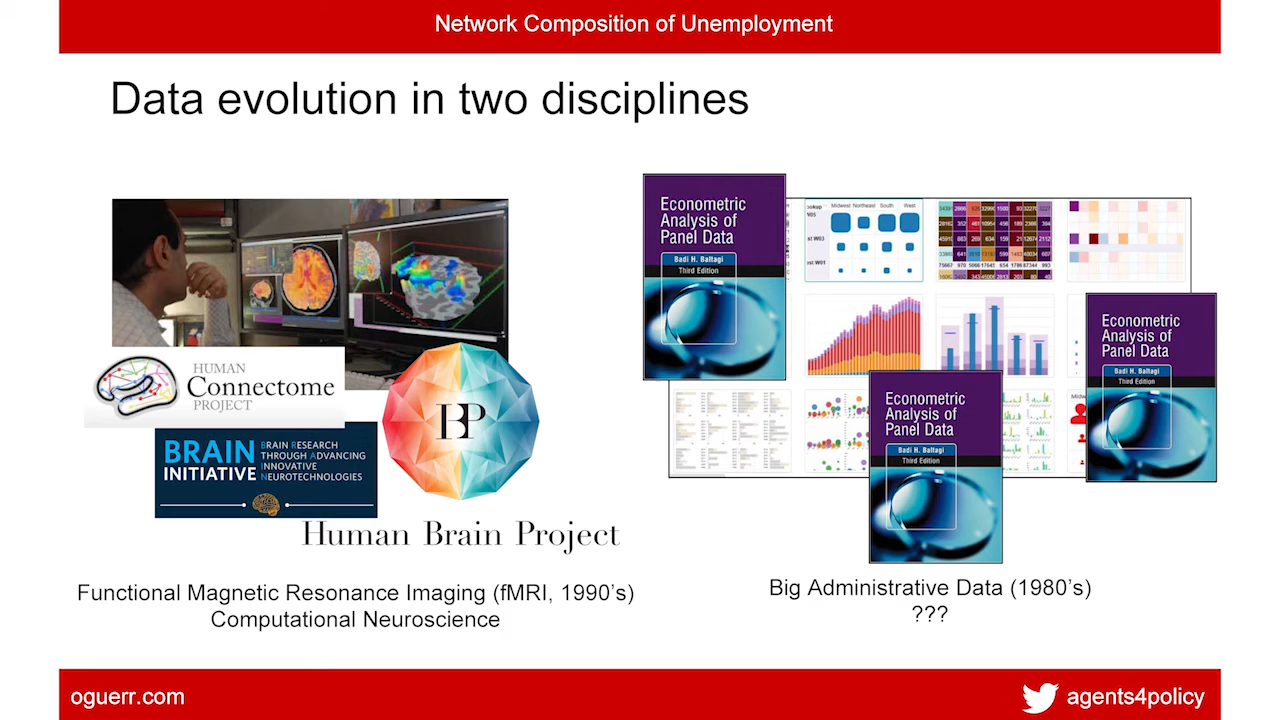 Network Composition of Unemployment
Data evolution in two disciplines
HUMAN
Connectome
PROJECT
BRAIN
INITIATIVE
BRAIN RESEARCH
THROUGH ADVANCING
INNOVATIVE
NEUROTECHNOLOGIES
BP
Human Brain Project
Functional Magnetic Resonance Imaging (fMRI, 1990's)
Computational Neuroscience
Econometric
Analysis of
Panel Data
Badi H. Baltagi
Third Edition
Midwest Northeast South West
Econometric
Analysis of
Panel Data
Badi H. Baltagi
Third Edition
Econometric
Analysis of
Panel Data
Badi H. Baltagi
Third Edition
Big Administrative Data (1980's)
???
oguerr.com
agents4policy